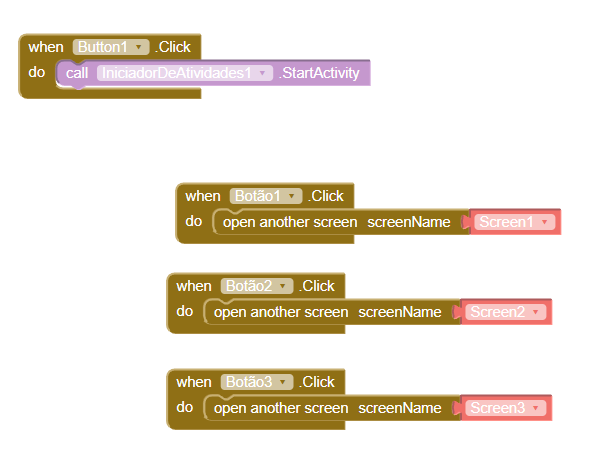 when Button1 .Click
do call IniciadorDeAtividades1 .StartActivity
when Botão1 .Click
do open another screen screenName Screen1
when Botão2 .Click
do open another screen screenName Screen2
when Botão3 .Click
do open another screen screenName Screen3